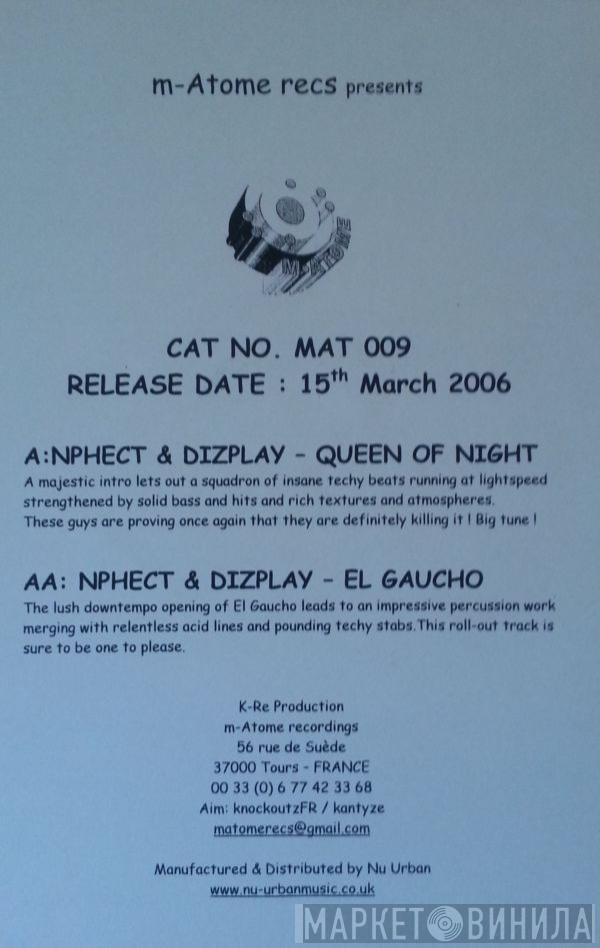 m-Atome recs presents
M-ATOME
CAT NO. MAT 009
RELEASE DATE : 15th March 2006
A:NPHECT & DIZPLAY - QUEEN OF NIGHT
A majestic intro lets out a squadron of insane techy beats running at lightspeed
strengthened by solid bass and hits and rich textures and atmospheres.
These guys are proving once again that they are definitely killing it ! Big tune !
AA: NPHECT & DIZPLAY - EL GAUCHO
The lush downtempo opening of El Gaucho leads to an impressive percussion work
merging with relentless acid lines and pounding techy stabs.This roll-out track is
sure to be one to please.
K-Re Production
m-Atome recordings
56 rue de Suède
37000 Tours - FRANCE
00 33 (0) 6 77 42 33 68
Aim: knockoutzFR / kantyze
matomerecs@gmail.com
Manufactured & Distributed by Nu Urban
www.nu-urbanmusic.co.uk
МАРКЕТ ВИНИЛА